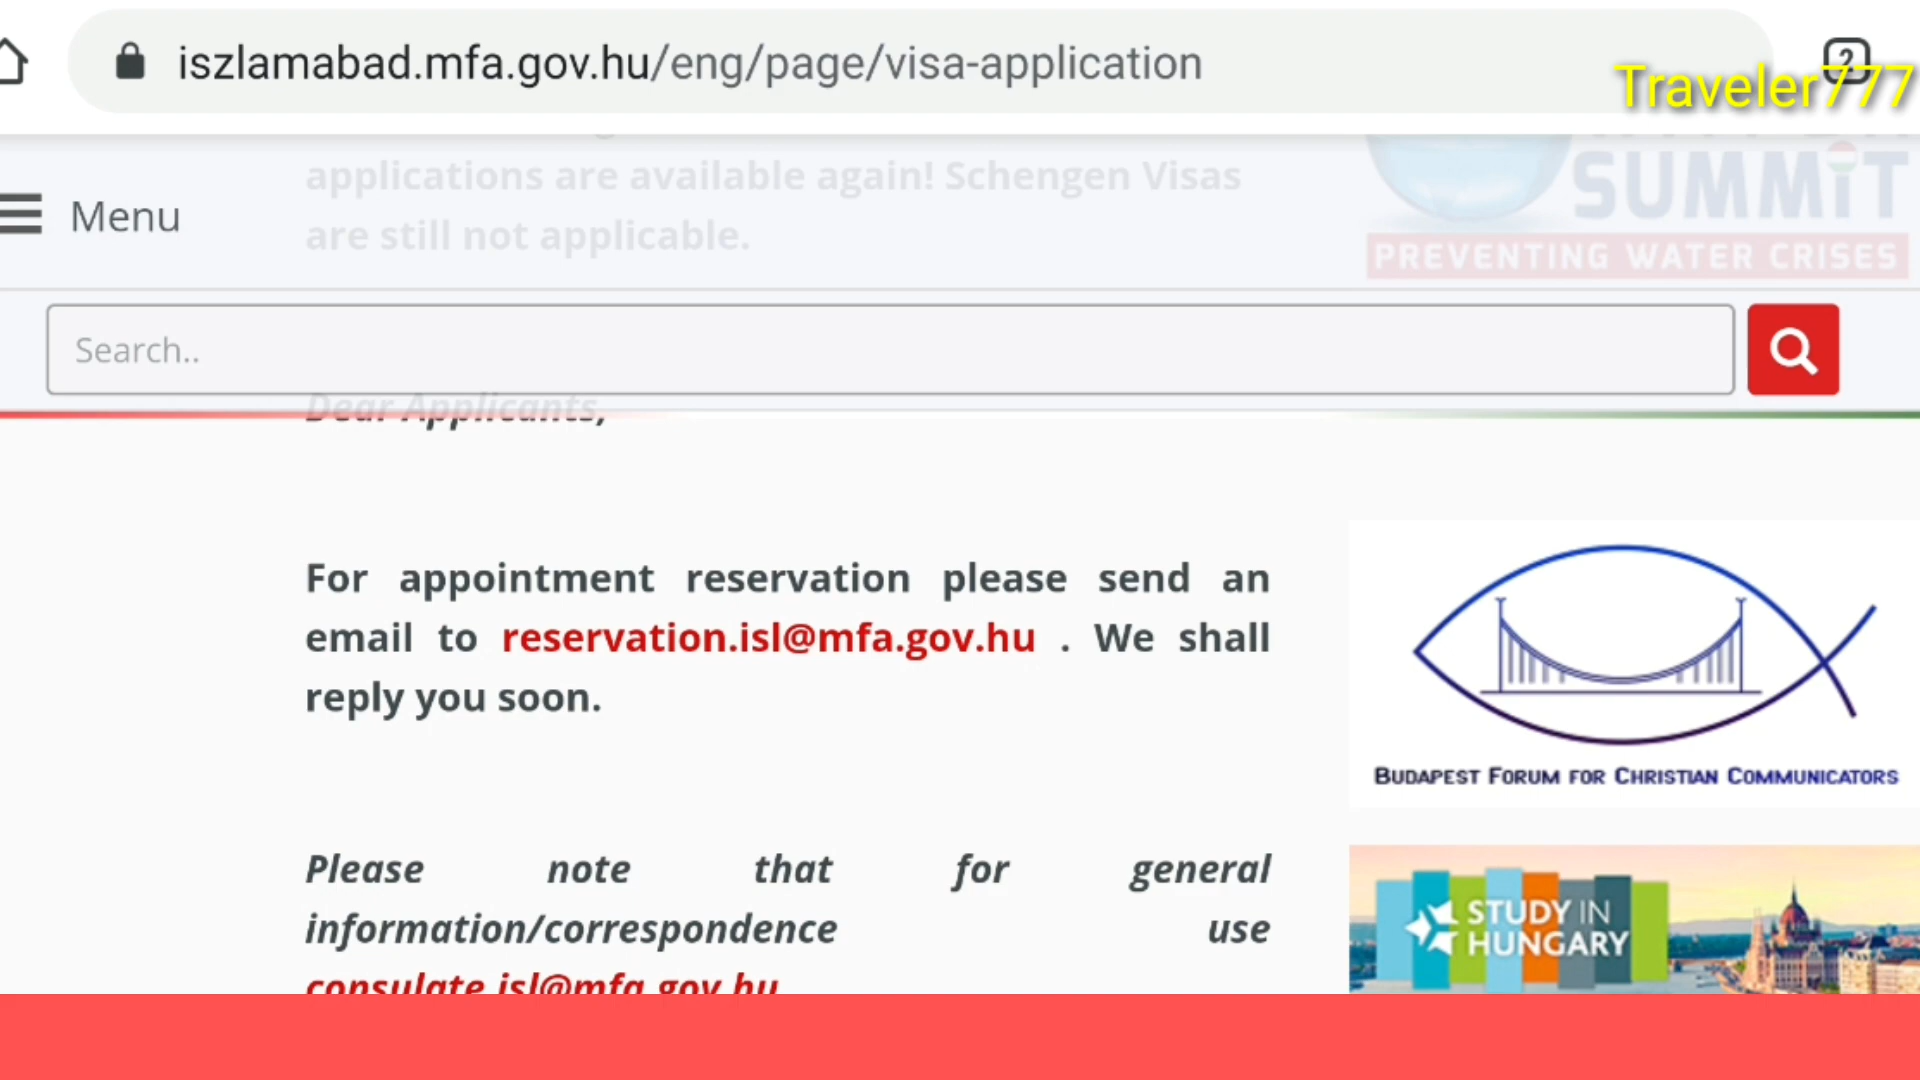 iszlamabad.mfa.gov.hu/eng/page/visa-application
2
Traveler777
applications are available again! Schengen Visas
are still not applicable.
Menu
SUMMIT
PREVENTING WATER CRISES
Search..
Dear Applicants,
For appointment reservation please send an
email to reservation.isl@mfa.gov.hu . We shall
reply you soon.
BUDAPEST FORUM FOR CHRISTIAN COMMUNICATORS
Please note that for general
information/correspondence use
consulate.isl@mfa.gov.hu
STUDY IN
HUNGARY